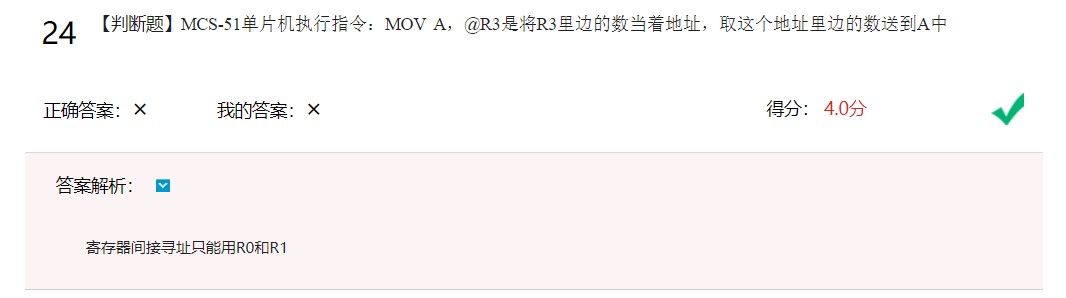 24 【判断题】MCS-51单片机执行指令：MOV A，@R3是将R3里边的数当着地址，取这个地址里边的数送到A中
正确答案：× 我的答案：× 得分：4.0分
答案解析：
寄存器间接寻址只能用R0和R1